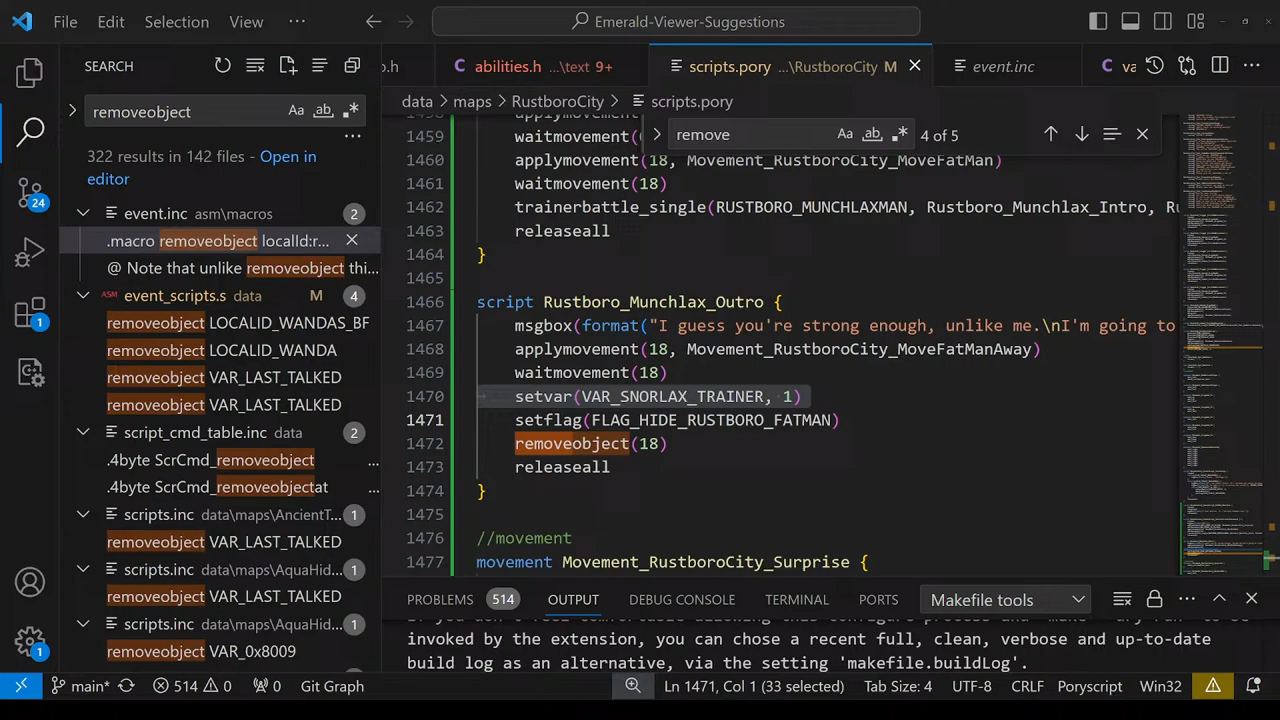 File Edit Selection View ··· Emerald-Viewer-Suggestions
SEARCH
removeobject Aa ab .*
322 results in 142 files - Open in
editor
event.inc asm\macros 2
.macro removeobject localId:r...
@ Note that unlike removeobject thi...
ASM event_scripts.s data M 4
removeobject LOCALID_WANDAS_BF
removeobject LOCALID_WANDA
removeobject VAR_LAST_TALKED
removeobject VAR_LAST_TALKED
script_cmd_table.inc data 2
.4byte ScrCmd_removeobject ...
.4byte ScrCmd_removeobjectat ...
scripts.inc data\maps\AncientT... 1
removeobject VAR_LAST_TALKED
scripts.inc data\maps\AquaHid... 1
removeobject VAR_LAST_TALKED
scripts.inc data\maps\AquaHid... 1
removeobject VAR_0x8009
24
1
1
b.h C abilities.h ...\text 9+ scripts.pory ...\RustboroCity M event.inc C va
data > maps > RustboroCity > scripts.pory
remove Aa ab .* 4 of 5
1459 waitmovement(
1460 applymovement(18, Movement_RustboroCity_MoveFatMan)
1461 waitmovement(18)
1462 trainerbattle_single(RUSTBORO_MUNCHLAXMAN, Rustboro_Munchlax_Intro, Ru
1463 releaseall
1464 }
1465
1466 script Rustboro_Munchlax_Outro {
1467 msgbox(format("I guess you're strong enough, unlike me.\nI'm going to
1468 applymovement(18, Movement_RustboroCity_MoveFatManAway)
1469 waitmovement(18)
1470 setvar(VAR_SNORLAX_TRAINER, 1)
1471 setflag(FLAG_HIDE_RUSTBORO_FATMAN)
1472 removeobject(18)
1473 releaseall
1474 }
1475
1476 //movement
1477 movement Movement_RustboroCity_Surprise {
PROBLEMS 514 OUTPUT DEBUG CONSOLE TERMINAL PORTS Makefile tools
invoked by the extension, you can chose a recent full, clean, verbose and up-to-date
build log as an alternative, via the setting 'makefile.buildLog'.
main* 514 0 0 Git Graph Ln 1471, Col 1 (33 selected) Tab Size: 4 UTF-8 CRLF Poryscript Win32